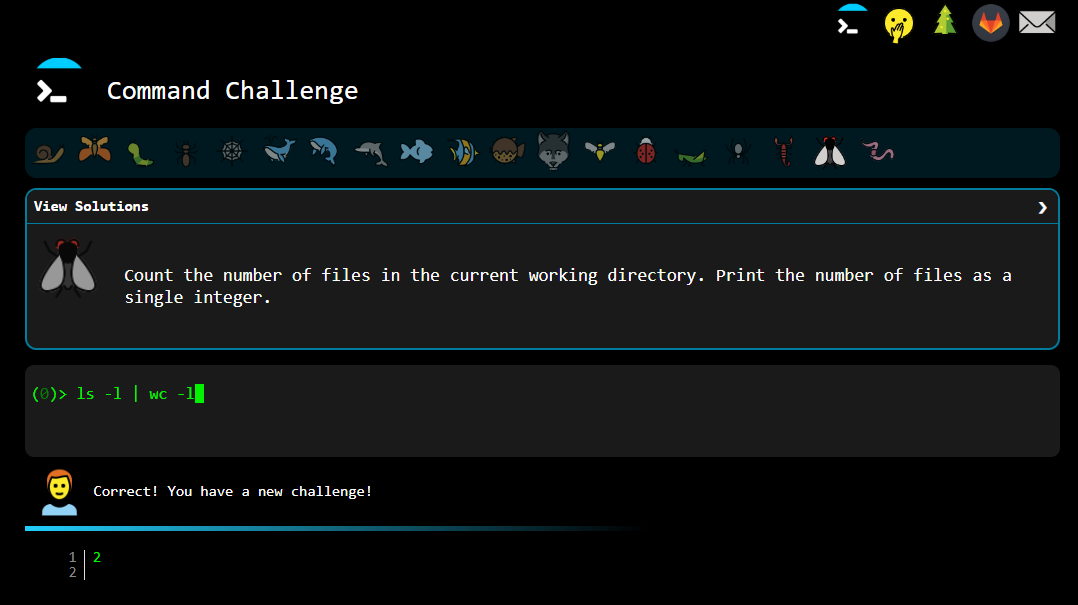 Command Challenge
View Solutions
Count the number of files in the current working directory. Print the number of files as a
single integer.
(0)> ls -l | wc -l
Correct! You have a new challenge!
1 2
2